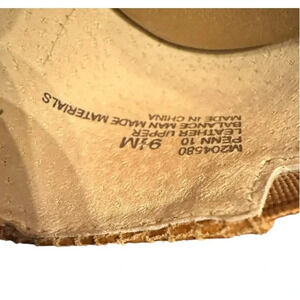 M204580 9½M
PENN 10
LEATHER UPPER
BALANCE MAN MADE MATERIALS
MADE IN CHINA